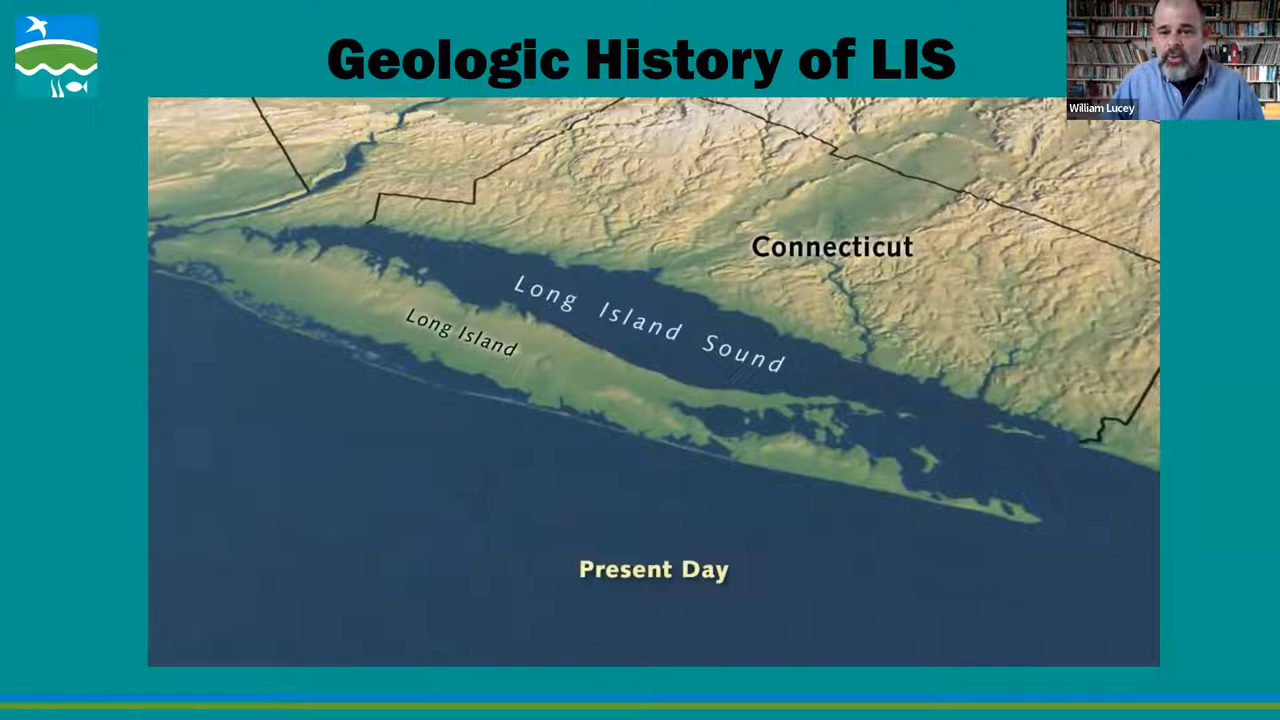 Geologic History of LIS
William Lucey
Connecticut
Long Island Sound
Long Island
Present Day